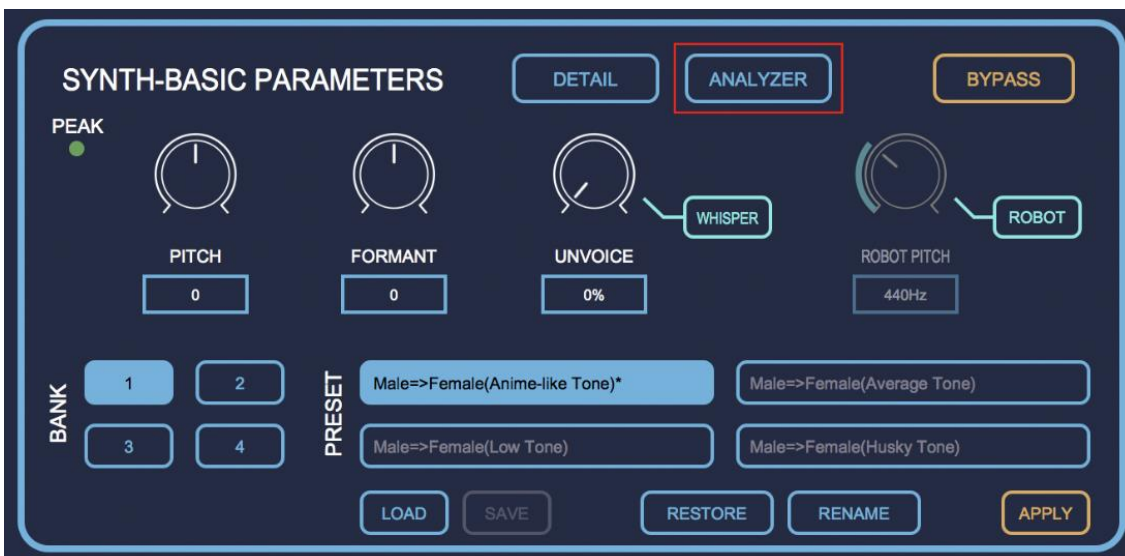 SYNTH-BASIC PARAMETERS
DETAIL
ANALYZER
BYPASS
PEAK
WHISPER
ROBOT
PITCH
FORMANT
UNVOICE
ROBOT PITCH
0
0
0%
440Hz
BANK
1
2
3
4
PRESET
Male=>Female(Anime-like Tone)*
Male=>Female(Average Tone)
Male=>Female(Low Tone)
Male=>Female(Husky Tone)
LOAD
SAVE
RESTORE
RENAME
APPLY